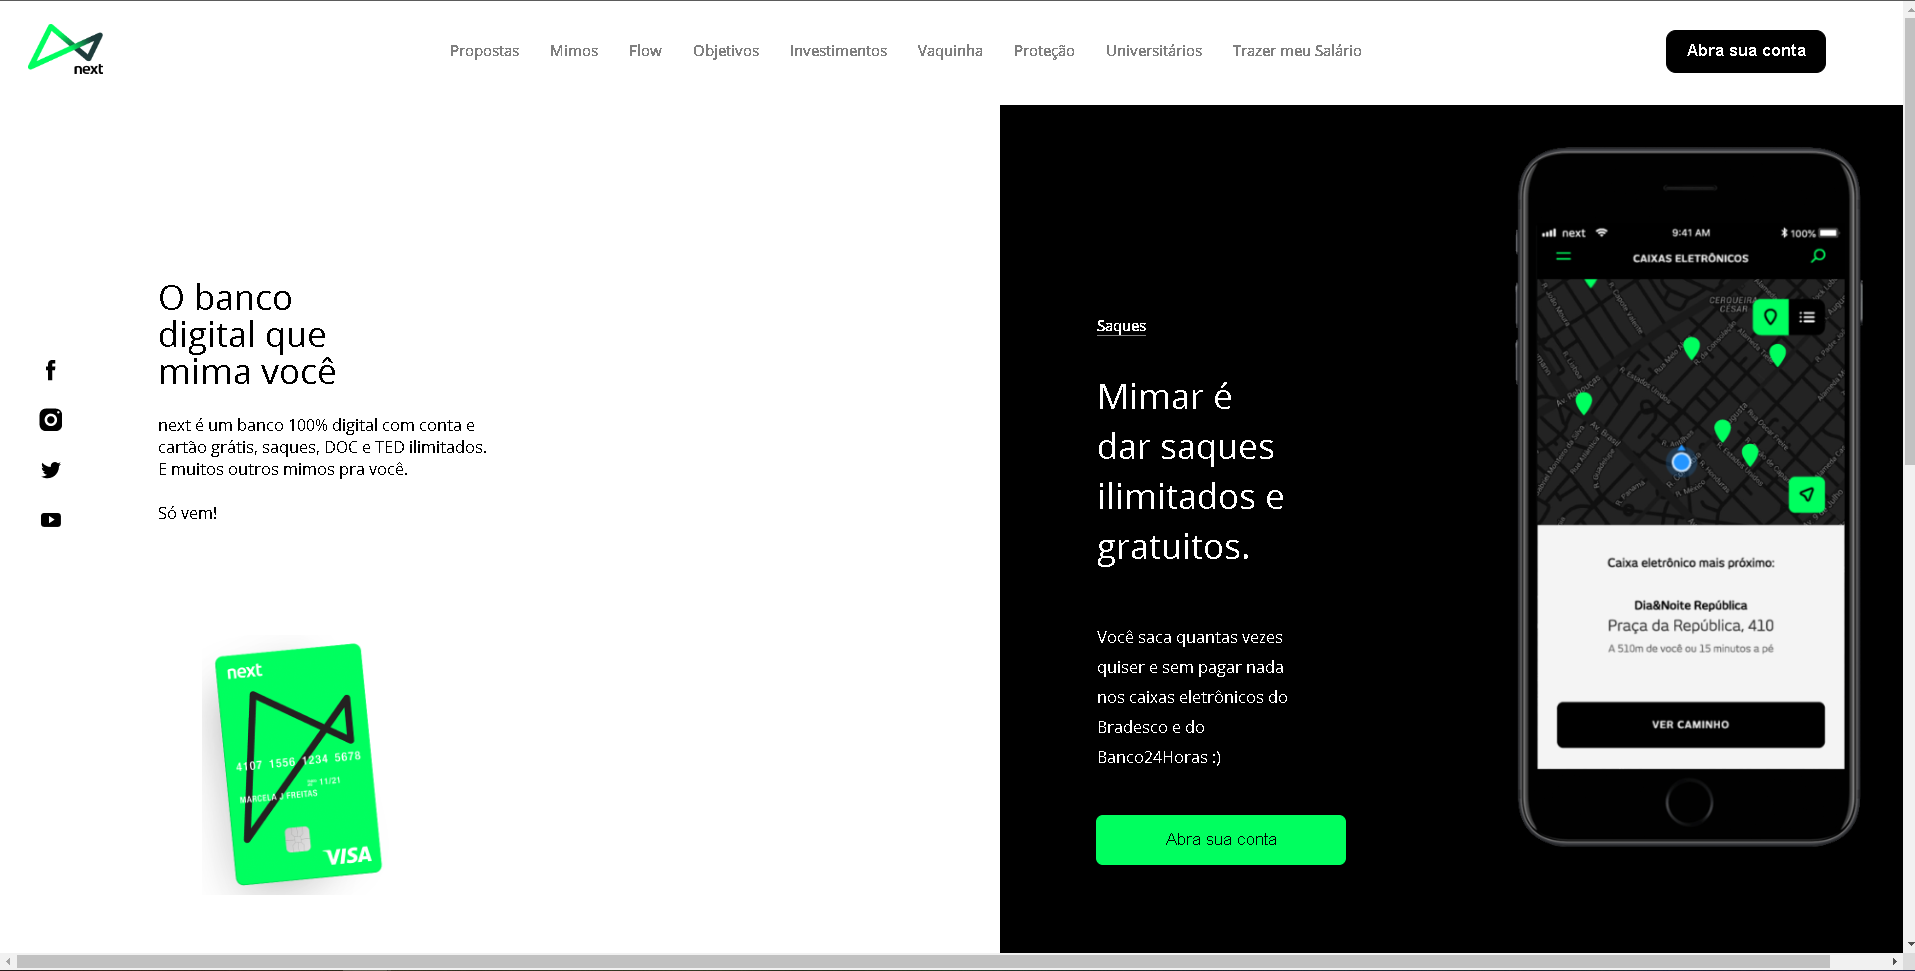 next
Propostas Mimos Flow Objetivos Investimentos Vaquinha Proteção Universitários Trazer meu Salário
Abra sua conta
O banco
digital que
mima você
next é um banco 100% digital com conta e
cartão grátis, saques, DOC e TED ilimitados.
E muitos outros mimos pra você.
Só vem!
next
4107 1556 1234 5678
11/21
MARCELA J FREITAS
VISA
Saques
Mimar é
dar saques
ilimitados e
gratuitos.
Você saca quantas vezes
quiser e sem pagar nada
nos caixas eletrônicos do
Bradesco e do
Banco24Horas :)
Abra sua conta
next 9:41 AM 100%
CAIXAS ELETRÔNICOS
CERQUEIRA
CÉSAR
Caixa eletrônico mais próximo:
Dia&Noite República
Praça da República, 410
A 510m de você ou 15 minutos a pé
VER CAMINHO